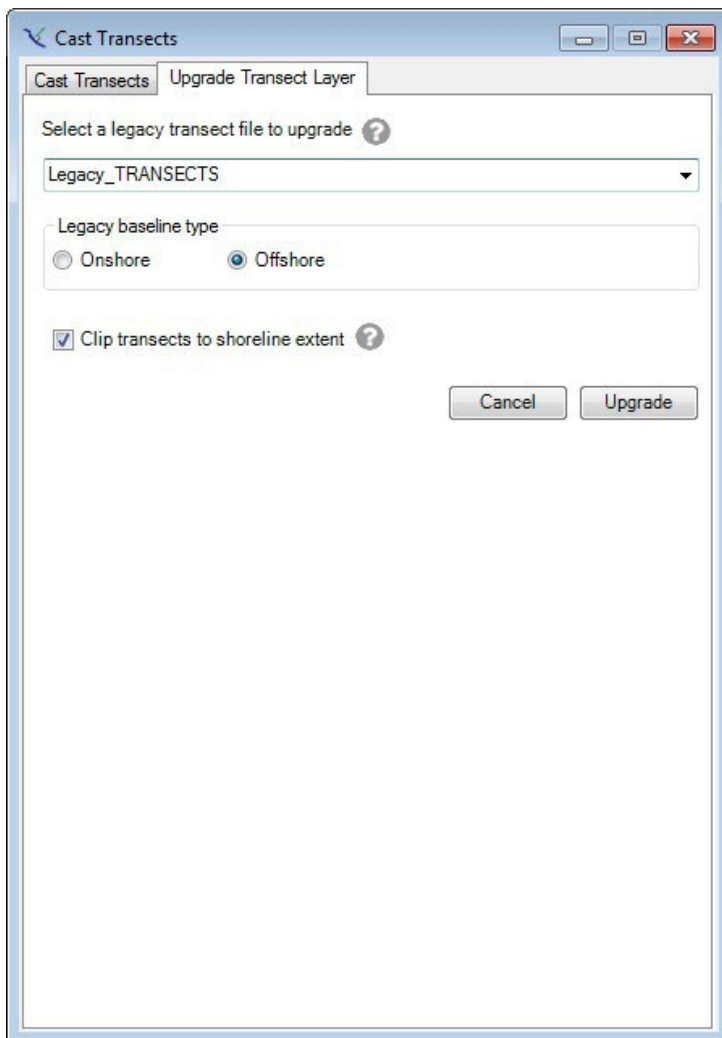 Cast Transects
Cast Transects Upgrade Transect Layer
Select a legacy transect file to upgrade ?
Legacy_TRANSECTS
Legacy baseline type
Onshore Offshore
Clip transects to shoreline extent ?
Cancel Upgrade